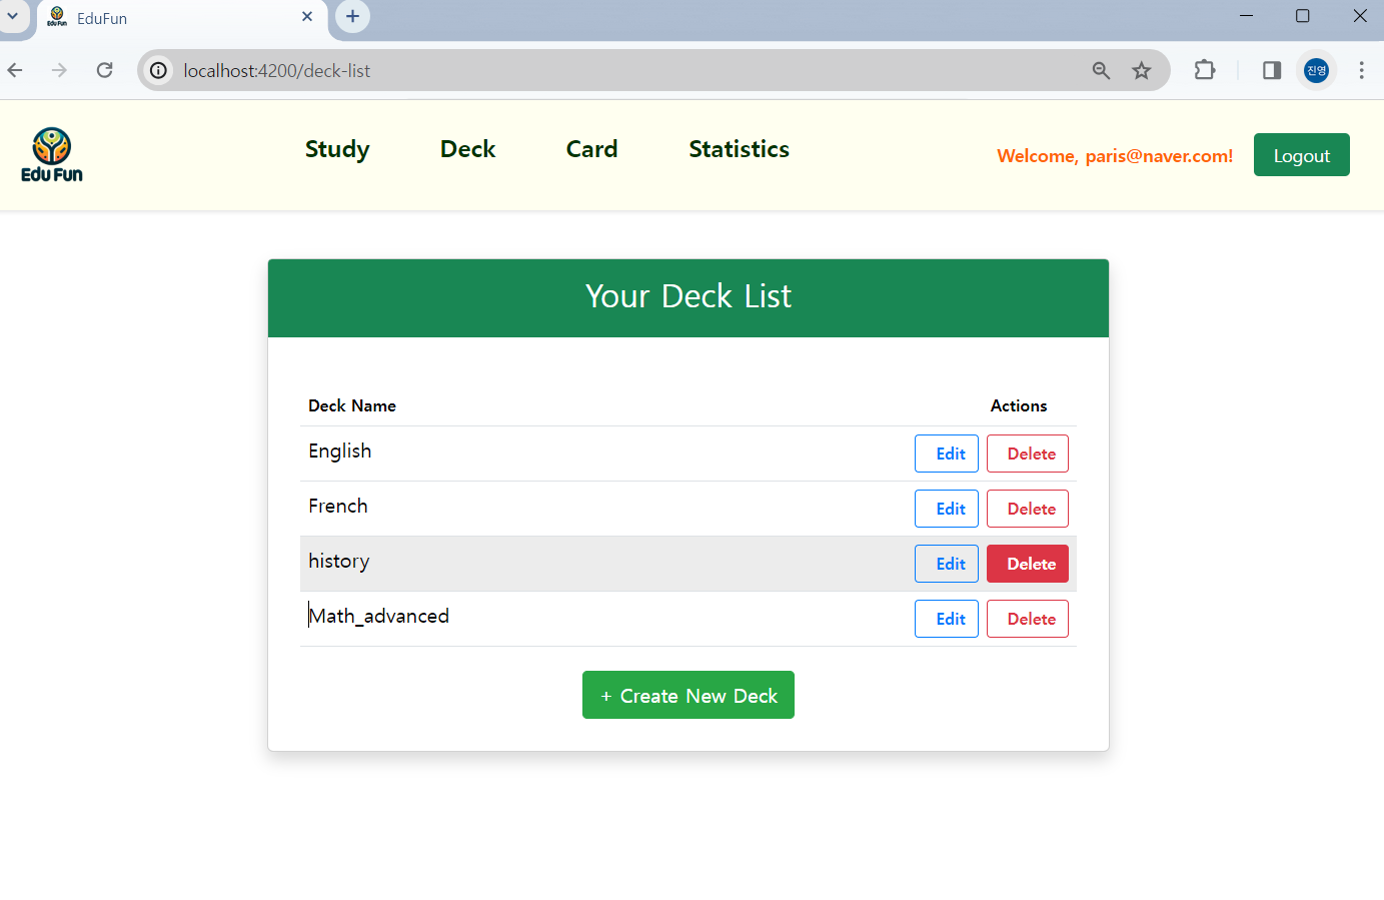 EduFun
localhost:4200/deck-list
진영
Edu Fun
Study Deck Card Statistics
Welcome, paris@naver.com! Logout
Your Deck List
Deck Name Actions
English Edit Delete
French Edit Delete
history Edit Delete
Math_advanced Edit Delete
+ Create New Deck